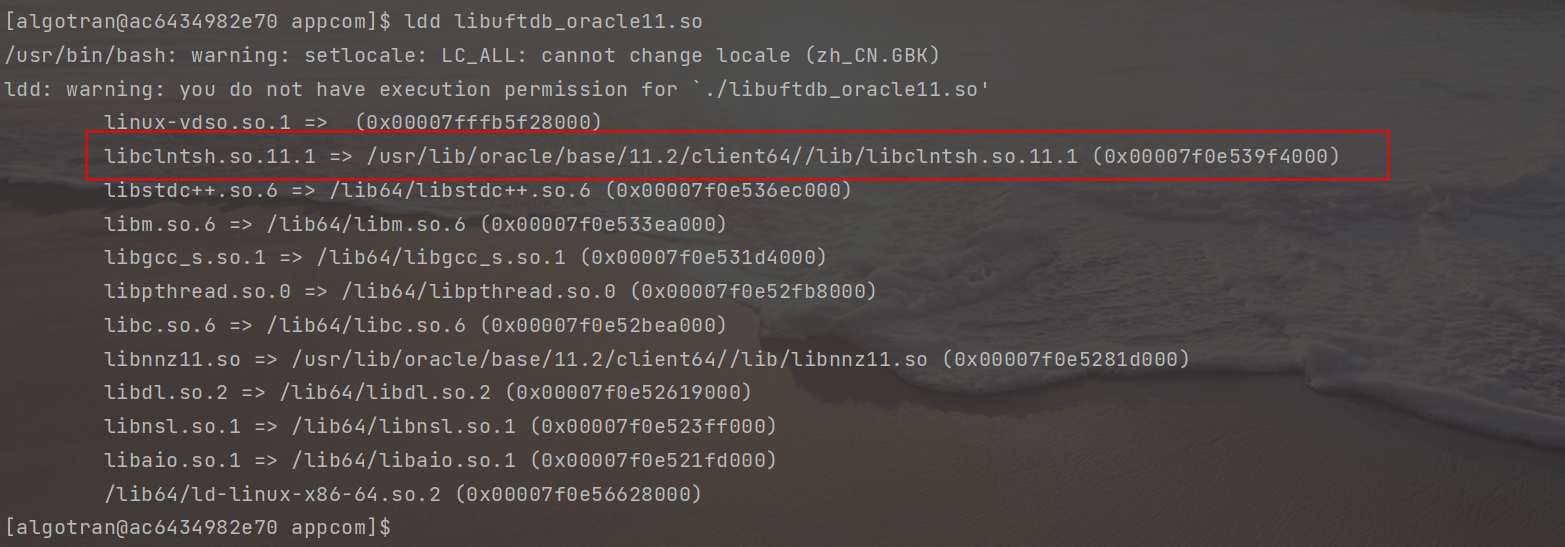 [algotran@ac6434982e70 appcom]$ ldd libuftdb_oracle11.so
/usr/bin/bash: warning: setlocale: LC_ALL: cannot change locale (zh_CN.GBK)
ldd: warning: you do not have execution permission for `./libuftdb_oracle11.so'
linux-vdso.so.1 =>  (0x00007fffb5f28000)
libclntsh.so.11.1 => /usr/lib/oracle/base/11.2/client64//lib/libclntsh.so.11.1 (0x00007f0e539f4000)
libstdc++.so.6 => /lib64/libstdc++.so.6 (0x00007f0e536ec000)
libm.so.6 => /lib64/libm.so.6 (0x00007f0e533ea000)
libgcc_s.so.1 => /lib64/libgcc_s.so.1 (0x00007f0e531d4000)
libpthread.so.0 => /lib64/libpthread.so.0 (0x00007f0e52fb8000)
libc.so.6 => /lib64/libc.so.6 (0x00007f0e52bea000)
libnnz11.so => /usr/lib/oracle/base/11.2/client64//lib/libnnz11.so (0x00007f0e5281d000)
libdl.so.2 => /lib64/libdl.so.2 (0x00007f0e52619000)
libnsl.so.1 => /lib64/libnsl.so.1 (0x00007f0e523ff000)
libaio.so.1 => /lib64/libaio.so.1 (0x00007f0e521fd000)
/lib64/ld-linux-x86-64.so.2 (0x00007f0e56628000)
[algotran@ac6434982e70 appcom]$